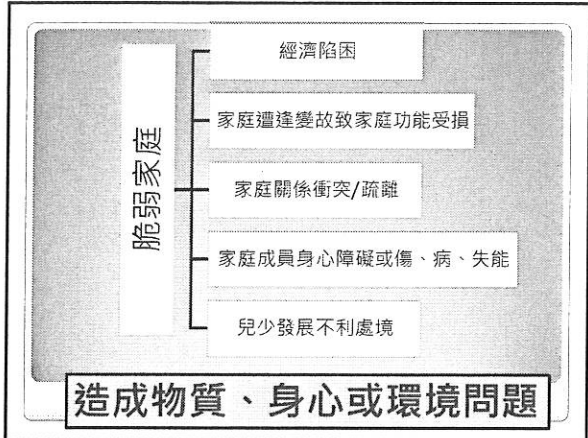 脆弱家庭
經濟陷困
家庭遭逢變故致家庭功能受損
家庭關係衝突/疏離
家庭成員身心障礙或傷、病、失能
兒少發展不利處境
造成物質、身心或環境問題